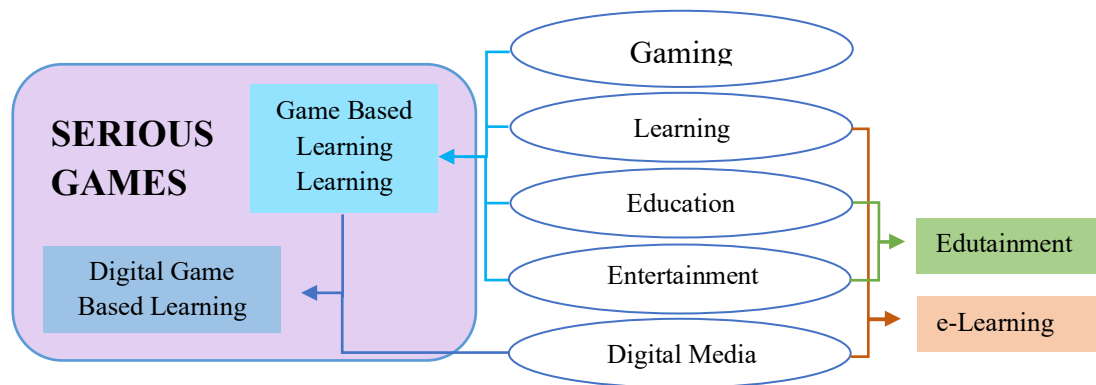 SERIOUS
GAMES
Game Based
Learning
Learning
Digital Game
Based Learning
Gaming
Learning
Education
Entertainment
Digital Media
Edutainment
e-Learning